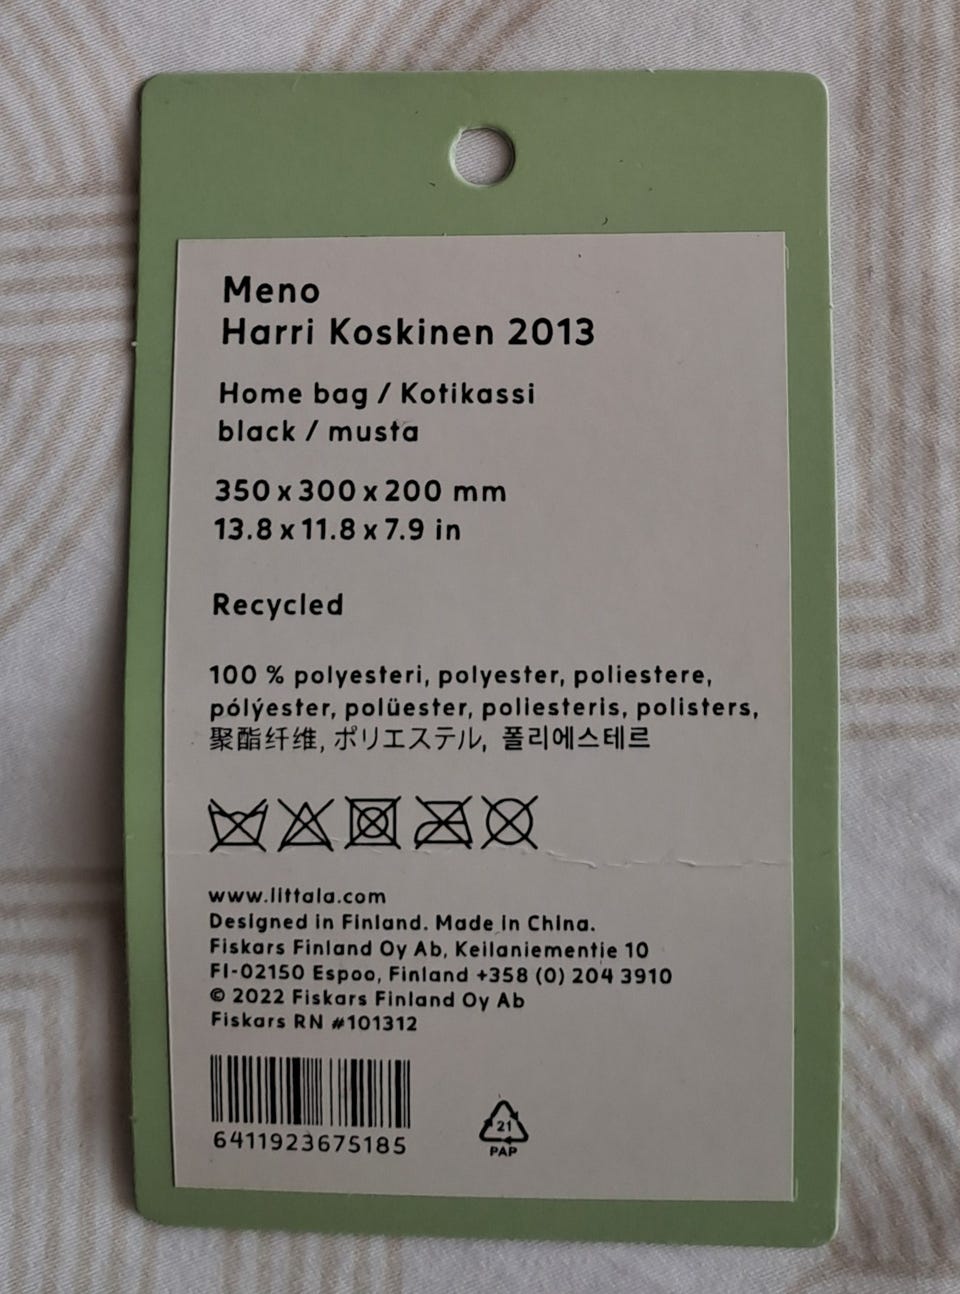 Meno
Harri Koskinen 2013
Home bag / Kotikassi
black / musta
350 x 300 x 200 mm
13.8 x 11.8 x 7.9 in
Recycled
100 % polyesteri, polyester, poliestere,
pólýester, polüester, poliesteris, polisters,
聚酯纤维, ポリエステル, 폴리에스테르
www.iittala.com
Designed in Finland. Made in China.
Fiskars Finland Oy Ab, Keilaniementie 10
FI-02150 Espoo, Finland +358 (0) 204 3910
© 2022 Fiskars Finland Oy Ab
Fiskars RN #101312
6411923675185
21
PAP